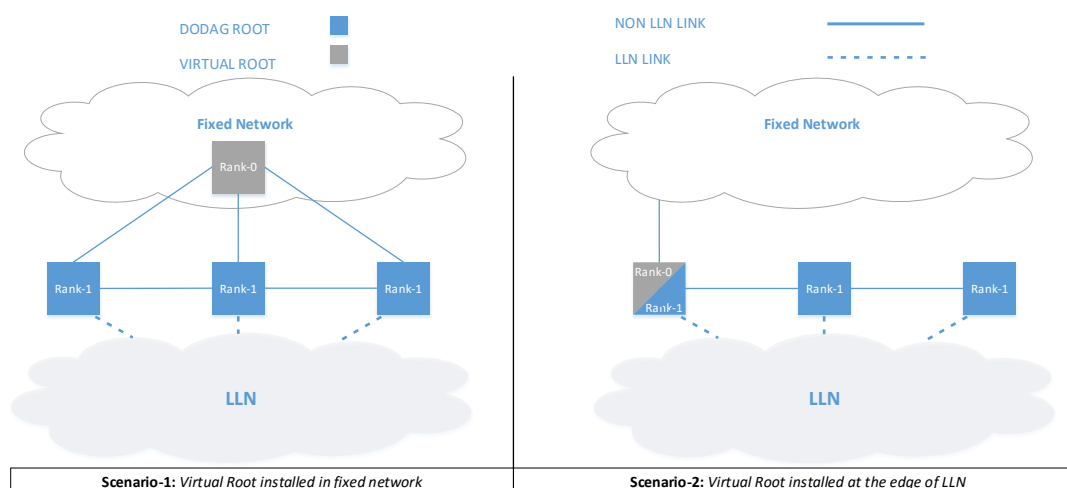 DODAG ROOT
VIRTUAL ROOT
NON LLN LINK
LLN LINK
Fixed Network
Rank-0
Rank-1
Rank-1
Rank-1
LLN
Scenario-1: Virtual Root installed in fixed network
Fixed Network
Rank-0
Rank-1
Rank-1
Rank-1
LLN
Scenario-2: Virtual Root installed at the edge of LLN